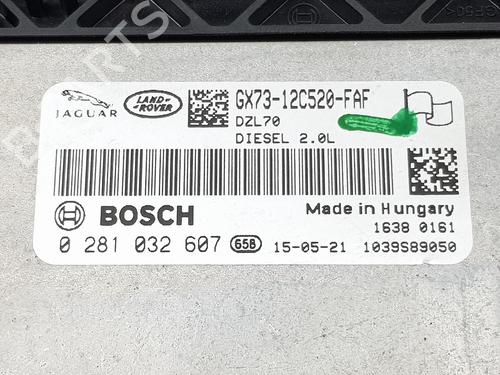 JAGUAR
LAND-
ROVER
GX73-12C520-FAF
DZL70
DIESEL 2.0L
BOSCH
Made in Hungary
1638 0161
0 281 032 607 65B 15-05-21 1039S89050